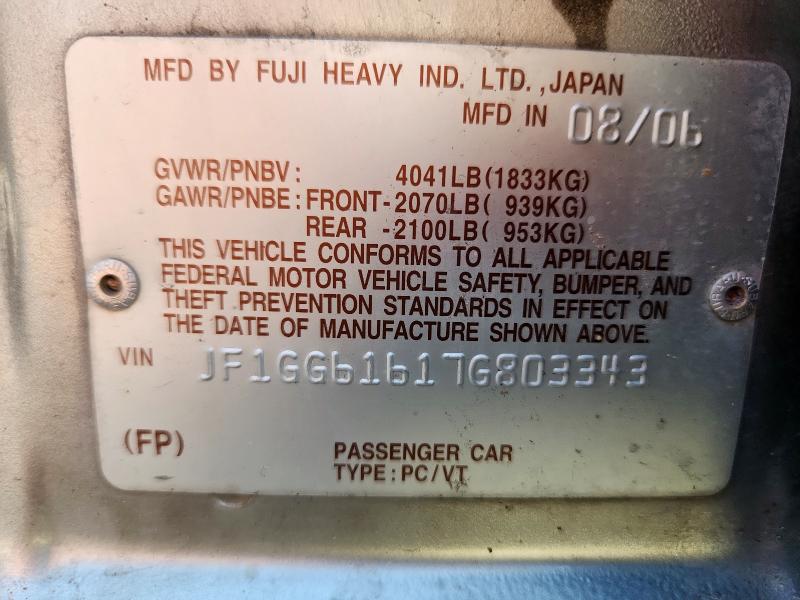 MFD BY FUJI HEAVY IND. LTD.,JAPAN
MFD IN 08/06
GVWR/PNBV: 4041LB(1833KG)
GAWR/PNBE: FRONT-2070LB( 939KG)
REAR -2100LB( 953KG)
THIS VEHICLE CONFORMS TO ALL APPLICABLE
FEDERAL MOTOR VEHICLE SAFETY, BUMPER, AND
THEFT PREVENTION STANDARDS IN EFFECT ON
THE DATE OF MANUFACTURE SHOWN ABOVE.
VIN JF1GG61617G803343
(FP) PASSENGER CAR
TYPE:PC/VT